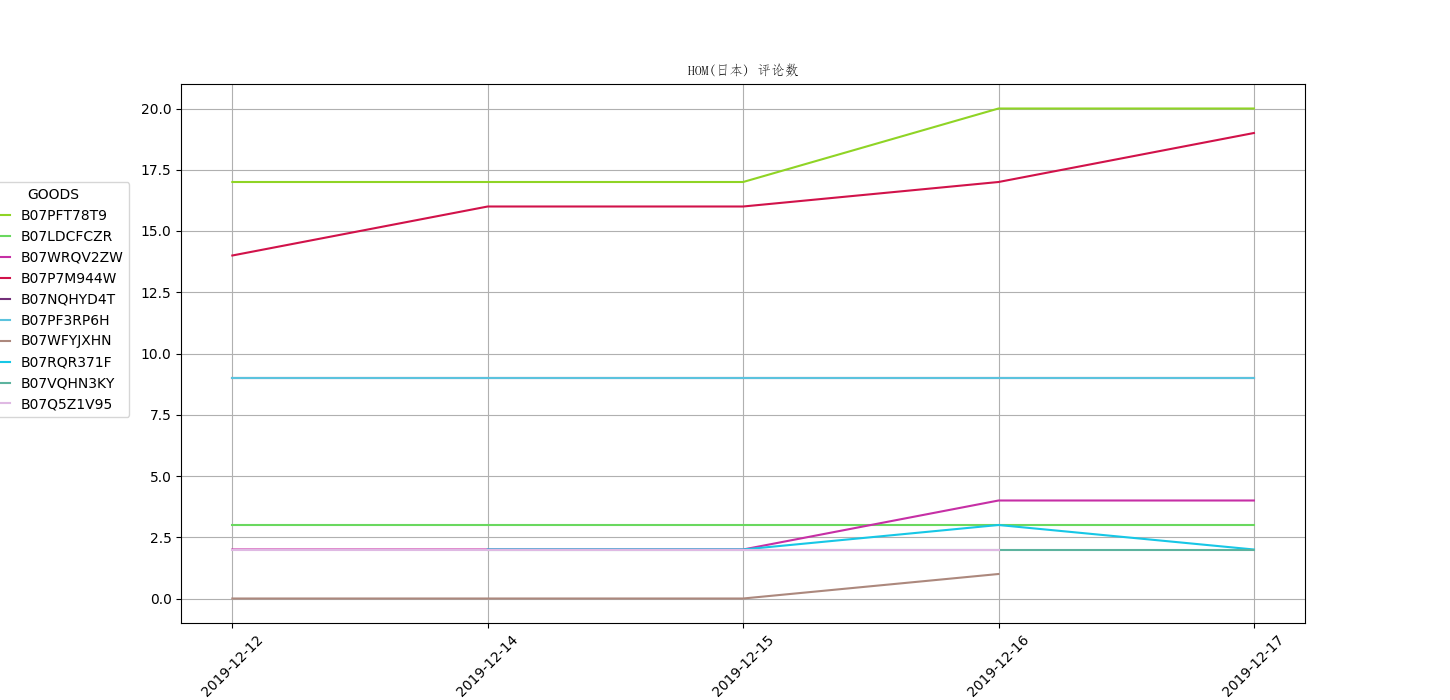 HOM(日本) 评论数
20.0
17.5
15.0
12.5
10.0
7.5
5.0
2.5
0.0
GOODS
B07PFT78T9
B07LDCFCZR
B07WRQV2ZW
B07P7M944W
B07NQHYD4T
B07PF3RP6H
B07WFYJXHN
B07RQR371F
B07VQHN3KY
B07Q5Z1V95
2019-12-12
2019-12-14
2019-12-15
2019-12-16
2019-12-17